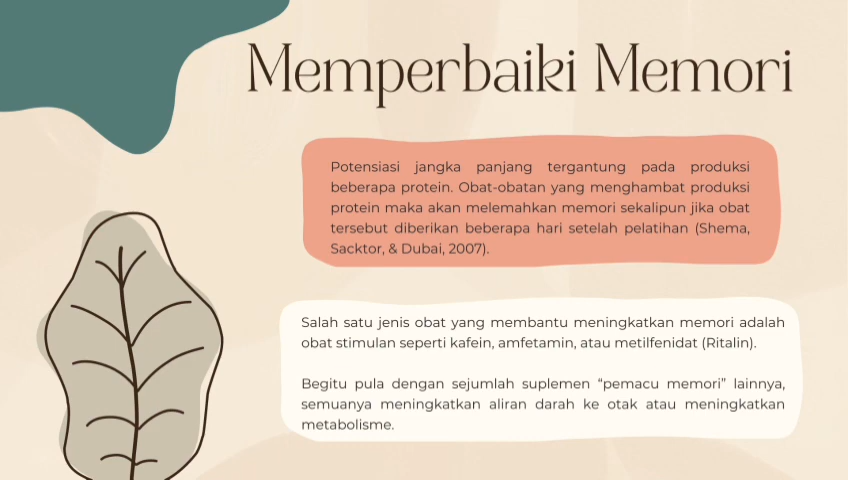 Memperbaiki Memori
Potensiasi jangka panjang tergantung pada produksi
beberapa protein. Obat-obatan yang menghambat produksi
protein maka akan melemahkan memori sekalipun jika obat
tersebut diberikan beberapa hari setelah pelatihan (Shema,
Sacktor, & Dubai, 2007).
Salah satu jenis obat yang membantu meningkatkan memori adalah
obat stimulan seperti kafein, amfetamin, atau metilfenidat (Ritalin).
Begitu pula dengan sejumlah suplemen “pemacu memori” lainnya,
semuanya meningkatkan aliran darah ke otak atau meningkatkan
metabolisme.